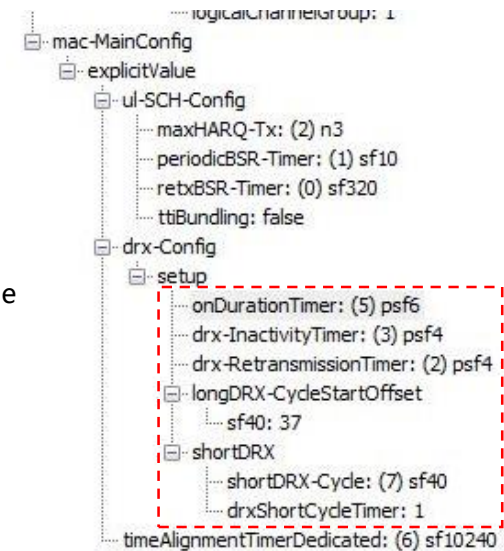 logicalChannelGroup: 1
mac-MainConfig
explicitValue
ul-SCH-Config
maxHARQ-Tx: (2) n3
periodicBSR-Timer: (1) sf10
retxBSR-Timer: (0) sf320
ttiBundling: false
drx-Config
setup
e
onDurationTimer: (5) psf6
drx-InactivityTimer: (3) psf4
drx-RetransmissionTimer: (2) psf4
longDRX-CycleStartOffset
sf40: 37
shortDRX
shortDRX-Cycle: (7) sf40
drxShortCycleTimer: 1
timeAlignmentTimerDedicated: (6) sf10240